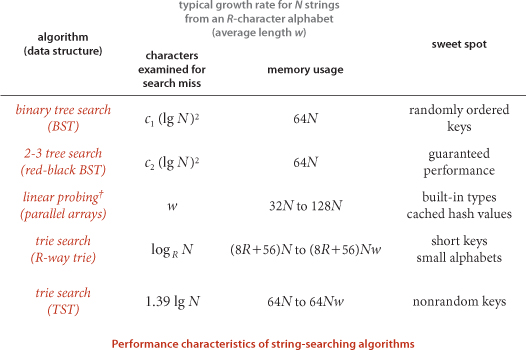 typical growth rate for N strings
from an R-character alphabet
(average length w)
algorithm
(data structure)
characters
examined for
search miss
memory usage
sweet spot
binary tree search
(BST)
c₁ (lg N)²
64N
randomly ordered
keys
2-3 tree search
(red-black BST)
c₂ (lg N)²
64N
guaranteed
performance
linear probing†
(parallel arrays)
w
32N to 128N
built-in types
cached hash values
trie search
(R-way trie)
log R N
(8R+56)N to (8R+56)Nw
short keys
small alphabets
trie search
(TST)
1.39 lg N
64N to 64Nw
nonrandom keys
Performance characteristics of string-searching algorithms